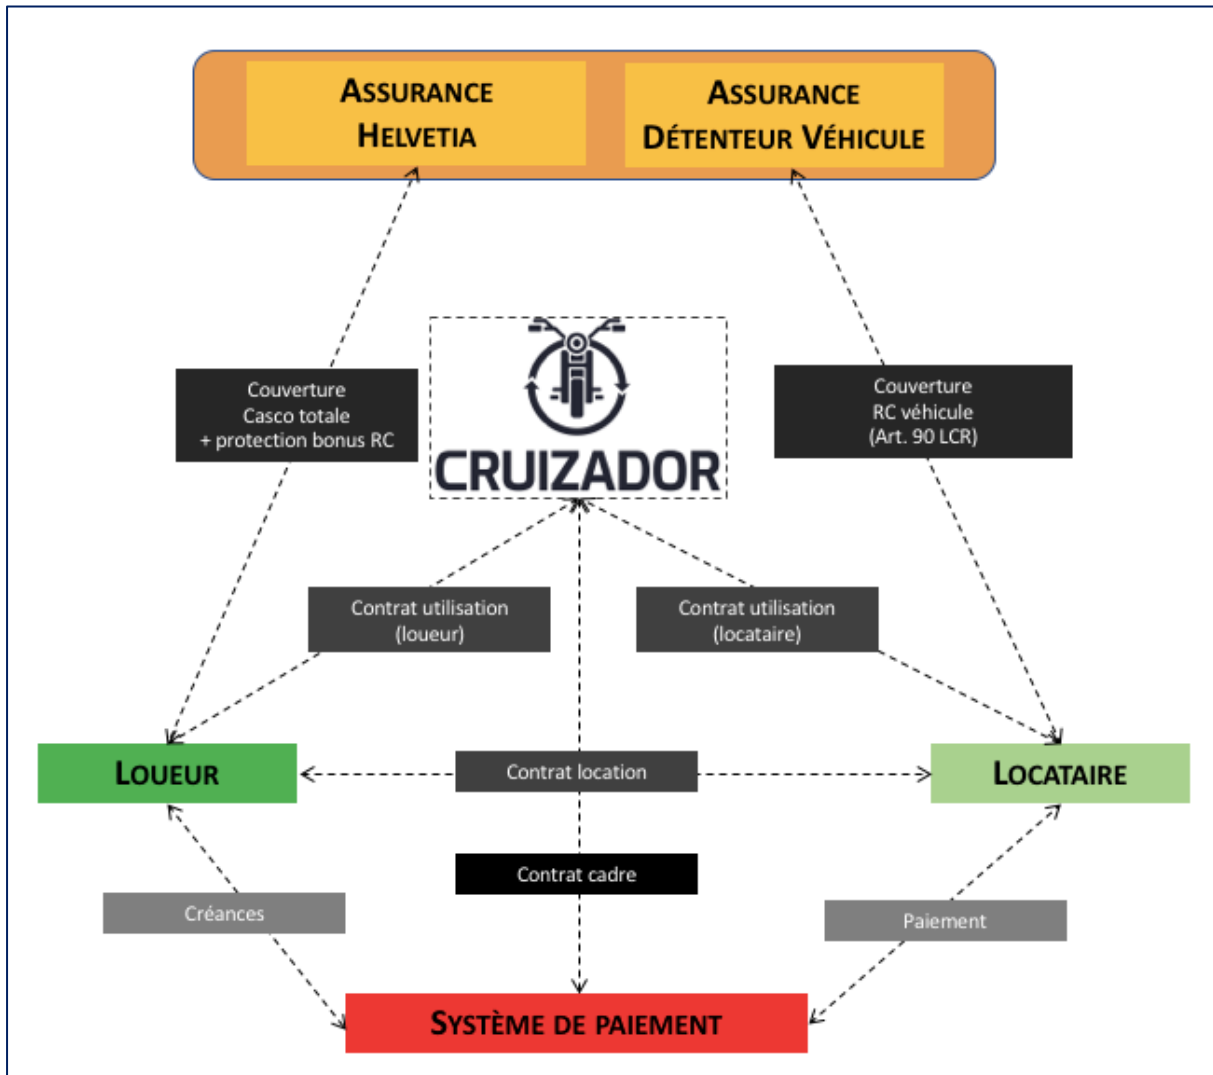 ASSURANCE
HELVETIA
ASSURANCE
DÉTENTEUR VÉHICULE
Couverture
Casco totale
+ protection bonus RC
CRUIZADOR
Couverture
RC véhicule
(Art. 90 LCR)
Contrat utilisation
(loueur)
Contrat utilisation
(locataire)
LOUEUR
Contrat location
LOCATAIRE
Contrat cadre
Créances
Paiement
SYSTÈME DE PAIEMENT